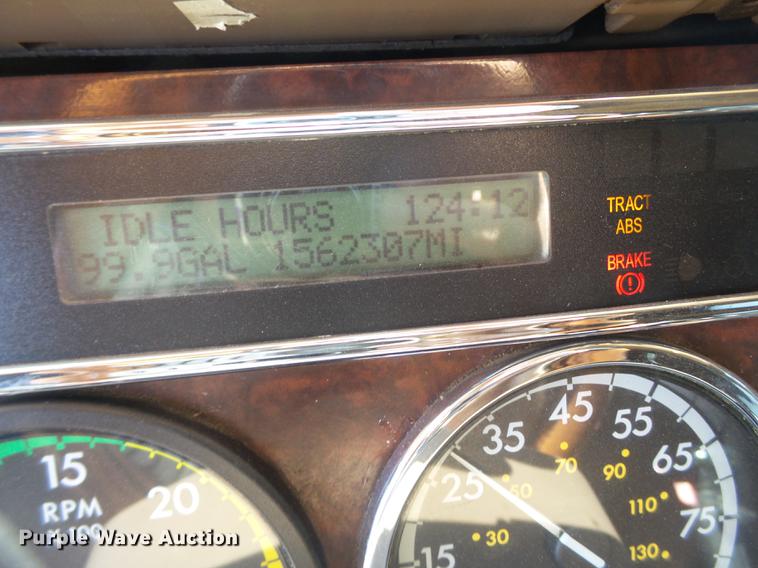 IDLE HOURS 124:12
99.9GAL 1562307MI
TRACT
ABS
BRAKE
15
20
RPM
x 100
15
25
35
45
55
65
75
30
50
70
90
110
130
Purple Wave Auction